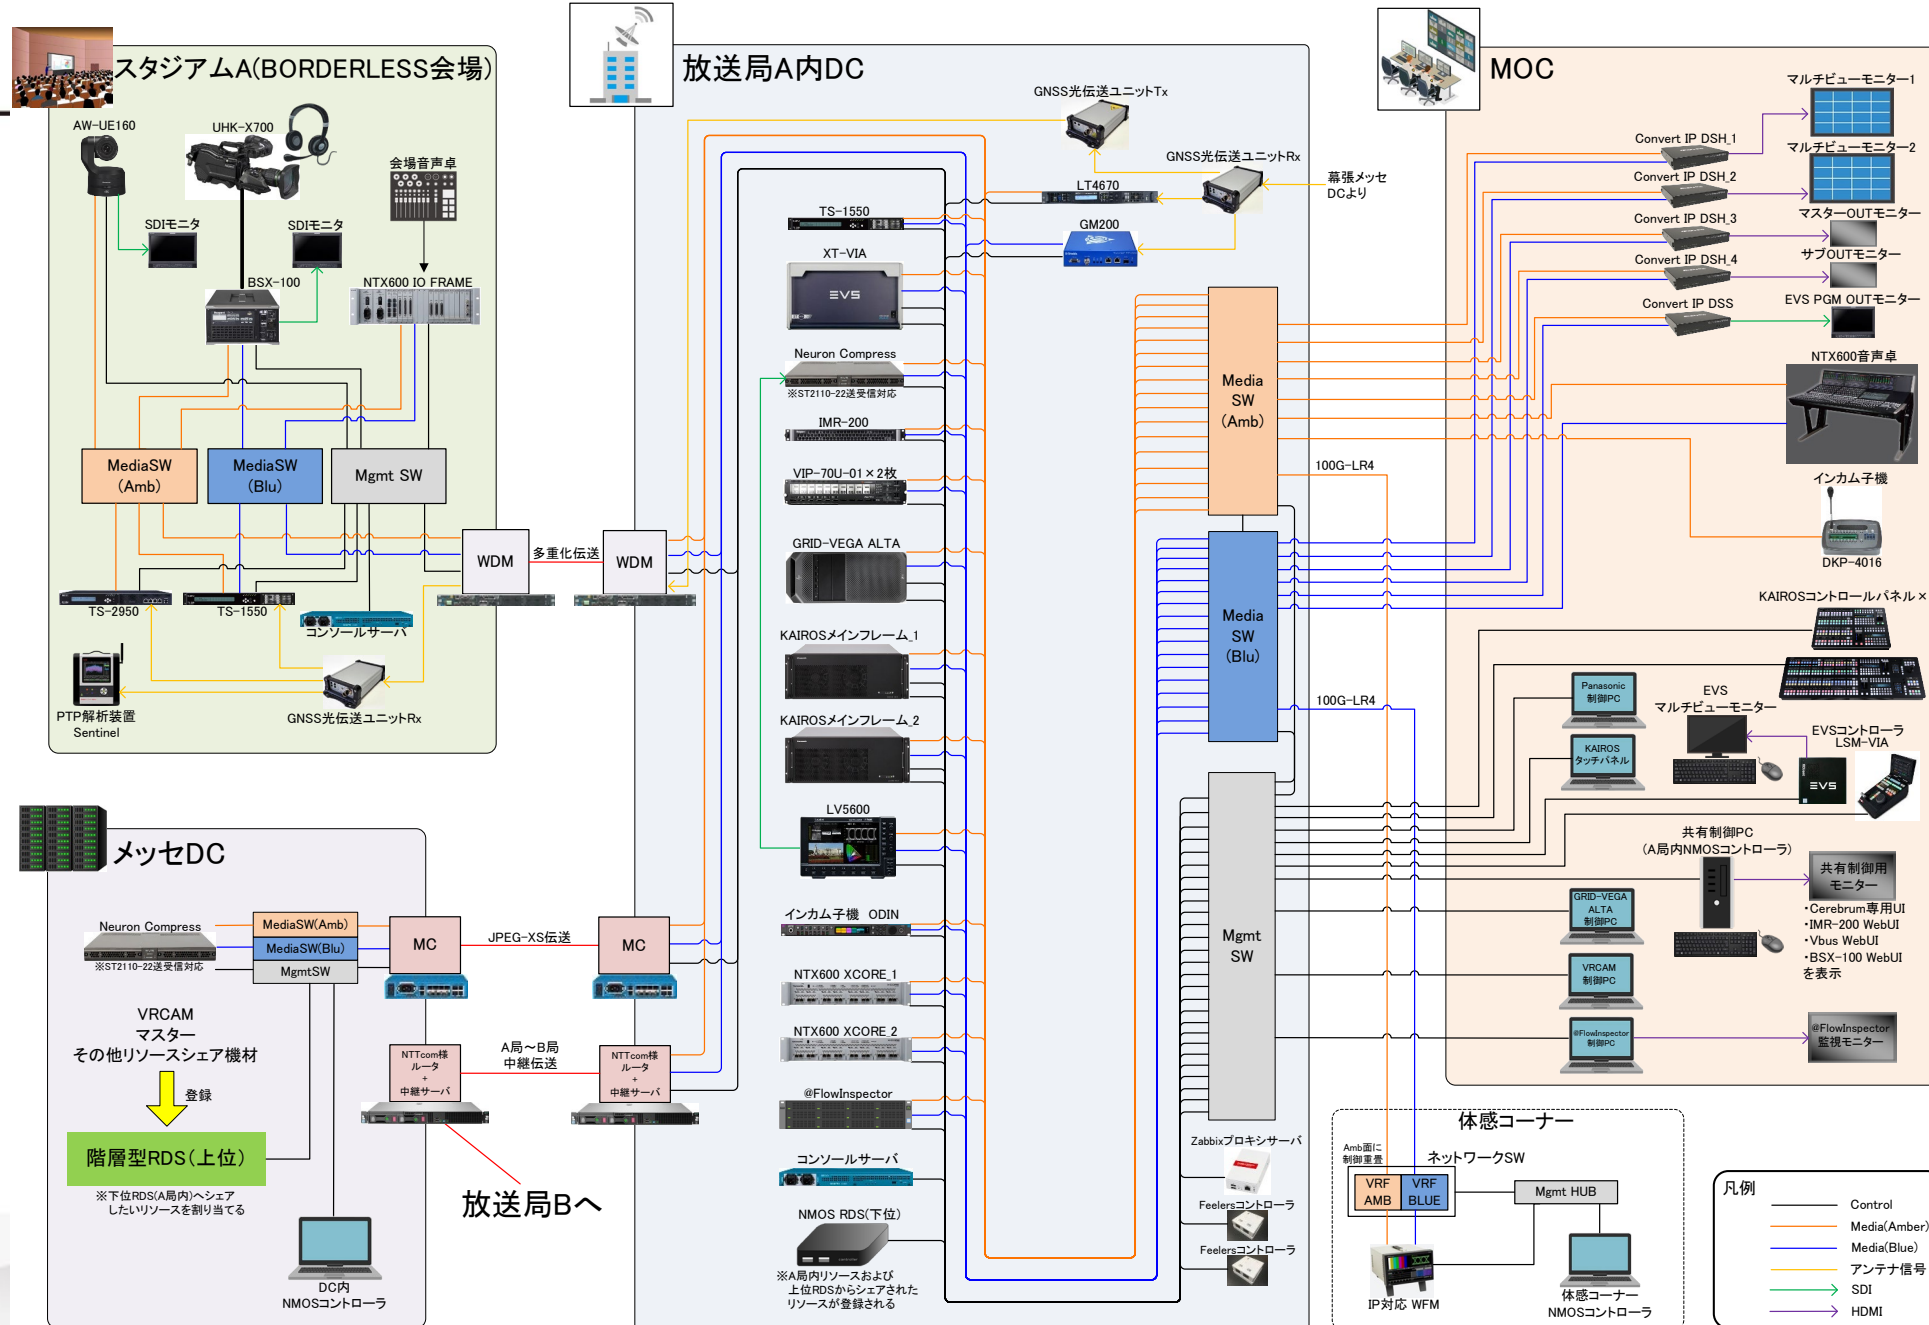 スタジアムA(BORDERLESS会場)
AW-UE160
UHK-X700
会場音声卓
SDIモニタ
SDIモニタ
BSX-100
NTX600 IO FRAME
MediaSW
(Amb)
MediaSW
(Blu)
Mgmt SW
WDM
TS-2950
TS-1550
コンソールサーバ
PTP解析装置
Sentinel
GNSS光伝送ユニットRx
多重化伝送
メッセDC
Neuron Compress
※ST2110-22送受信対応
MediaSW(Amb)
MediaSW(Blu)
MgmtSW
MC
JPEG-XS伝送
VRCAM
マスター
その他リソースシェア機材
登録
階層型RDS(上位)
※下位RDS(A局内)へシェア
したいリソースを割り当てる
DC内
NMOSコントローラ
NTTcom様
ルータ
+
中継サーバ
A局～B局
中継伝送
放送局Bへ
放送局A内DC
GNSS光伝送ユニットTx
GNSS光伝送ユニットRx
幕張メッセ
DCより
LT4670
GM200
TS-1550
XT-VIA
EVS
Neuron Compress
※ST2110-22送受信対応
IMR-200
VIP-70U-01×2枚
GRID-VEGA ALTA
WDM
KAIROSメインフレーム_1
KAIROSメインフレーム_2
LV5600
インカム子機 ODIN
MC
NTX600 XCORE_1
NTX600 XCORE_2
NTTcom様
ルータ
+
中継サーバ
@FlowInspector
コンソールサーバ
NMOS RDS(下位)
※A局内リソースおよび
上位RDSからシェアされた
リソースが登録される
Media
SW
(Amb)
Media
SW
(Blu)
Mgmt
SW
Zabbixプロキシサーバ
Feelersコントローラ
Feelersコントローラ
100G-LR4
100G-LR4
MOC
マルチビューモニター1
Convert IP DSH_1
マルチビューモニター2
Convert IP DSH_2
マスターOUTモニター
Convert IP DSH_3
サブOUTモニター
Convert IP DSH_4
EVS PGM OUTモニター
Convert IP DSS
NTX600音声卓
インカム子機
DKP-4016
KAIROSコントロールパネル×
Panasonic
制御PC
EVS
マルチビューモニター
KAIROS
タッチパネル
EVSコントローラ
LSM-VIA
EVS
共有制御PC
(A局内NMOSコントローラ)
共有制御用
モニター
・Cerebrum専用UI
・IMR-200 WebUI
・Vbus WebUI
・BSX-100 WebUI
を表示
GRID-VEGA
ALTA
制御PC
VRCAM
制御PC
@FlowInspector
制御PC
@FlowInspector
監視モニター
体感コーナー
Amb面に
制御重畳
ネットワークSW
VRF
AMB
VRF
BLUE
Mgmt HUB
IP対応 WFM
体感コーナー
NMOSコントローラ
凡例
Control
Media(Amber)
Media(Blue)
アンテナ信号
SDI
HDMI